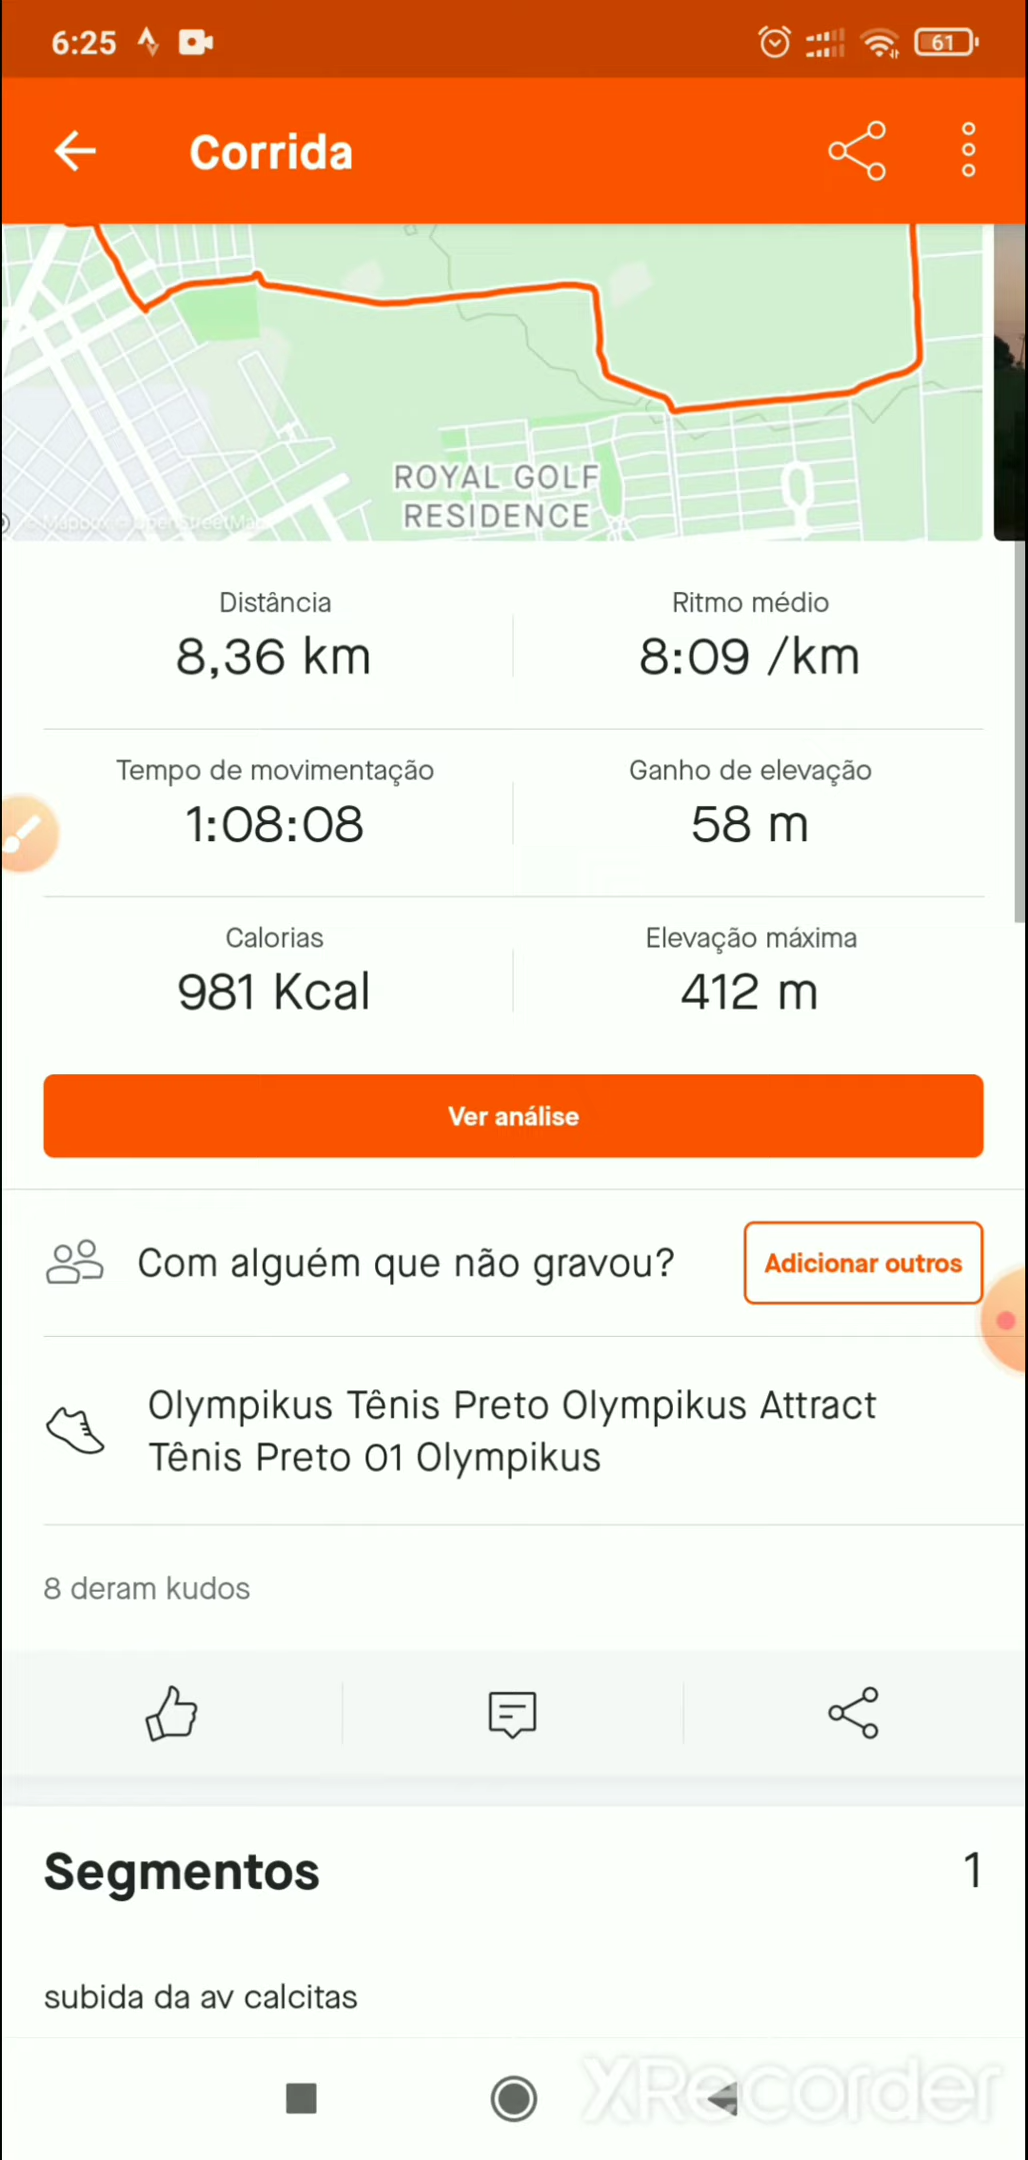 6:25
61
Corrida
ROYAL GOLF
RESIDENCE
© Mapbox © OpenStreetMap
Distância
Ritmo médio
8,36 km
8:09 /km
Tempo de movimentação
Ganho de elevação
1:08:08
58 m
Calorias
Elevação máxima
981 Kcal
412 m
Ver análise
Com alguém que não gravou?
Adicionar outros
Olympikus Tênis Preto Olympikus Attract
Tênis Preto 01 Olympikus
8 deram kudos
Segmentos
1
subida da av calcitas
XRecorder